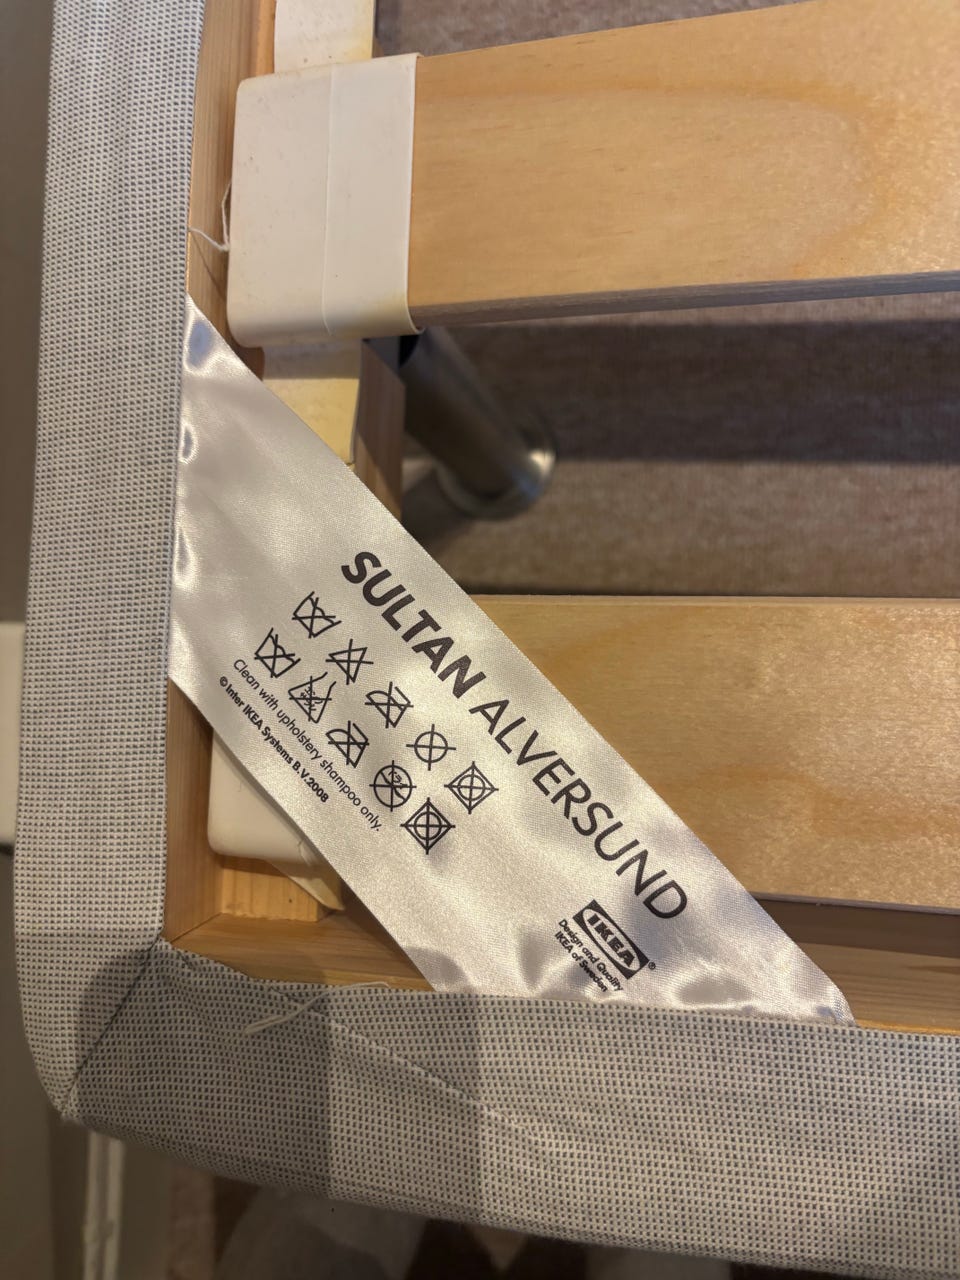 SULTAN ALVERSUND
Clean with upholstery shampoo only.
© Inter IKEA Systems B.V. 2008
IKEA®
Design and Quality
IKEA of Sweden